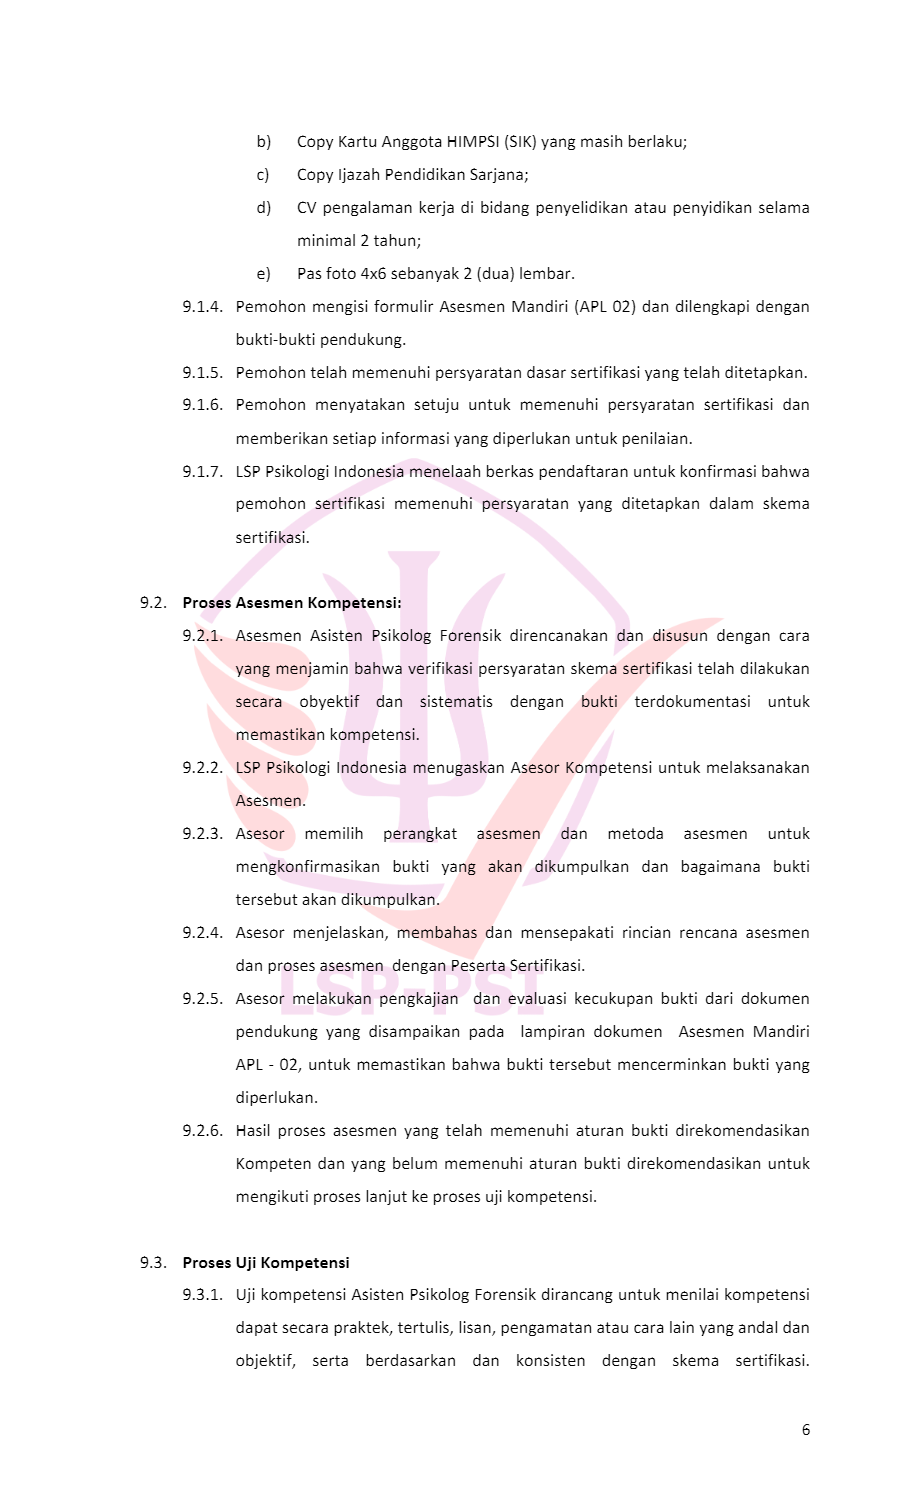 b) Copy Kartu Anggota HIMPSI (SIK) yang masih berlaku;
c) Copy Ijazah Pendidikan Sarjana;
d) CV pengalaman kerja di bidang penyelidikan atau penyidikan selama
minimal 2 tahun;
e) Pas foto 4x6 sebanyak 2 (dua) lembar.
9.1.4. Pemohon mengisi formulir Asesmen Mandiri (APL 02) dan dilengkapi dengan
bukti-bukti pendukung.
9.1.5. Pemohon telah memenuhi persyaratan dasar sertifikasi yang telah ditetapkan.
9.1.6. Pemohon menyatakan setuju untuk memenuhi persyaratan sertifikasi dan
memberikan setiap informasi yang diperlukan untuk penilaian.
9.1.7. LSP Psikologi Indonesia menelaah berkas pendaftaran untuk konfirmasi bahwa
pemohon sertifikasi memenuhi persyaratan yang ditetapkan dalam skema
sertifikasi.
9.2. Proses Asesmen Kompetensi:
9.2.1. Asesmen Asisten Psikolog Forensik direncanakan dan disusun dengan cara
yang menjamin bahwa verifikasi persyaratan skema sertifikasi telah dilakukan
secara obyektif dan sistematis dengan bukti terdokumentasi untuk
memastikan kompetensi.
9.2.2. LSP Psikologi Indonesia menugaskan Asesor Kompetensi untuk melaksanakan
Asesmen.
9.2.3. Asesor memilih perangkat asesmen dan metoda asesmen untuk
mengkonfirmasikan bukti yang akan dikumpulkan dan bagaimana bukti
tersebut akan dikumpulkan.
9.2.4. Asesor menjelaskan, membahas dan mensepakati rincian rencana asesmen
dan proses asesmen dengan Peserta Sertifikasi.
LSP-PSI
9.2.5. Asesor melakukan pengkajian dan evaluasi kecukupan bukti dari dokumen
pendukung yang disampaikan pada lampiran dokumen Asesmen Mandiri
APL - 02, untuk memastikan bahwa bukti tersebut mencerminkan bukti yang
diperlukan.
9.2.6. Hasil proses asesmen yang telah memenuhi aturan bukti direkomendasikan
Kompeten dan yang belum memenuhi aturan bukti direkomendasikan untuk
mengikuti proses lanjut ke proses uji kompetensi.
9.3. Proses Uji Kompetensi
9.3.1. Uji kompetensi Asisten Psikolog Forensik dirancang untuk menilai kompetensi
dapat secara praktek, tertulis, lisan, pengamatan atau cara lain yang andal dan
objektif, serta berdasarkan dan konsisten dengan skema sertifikasi.
6